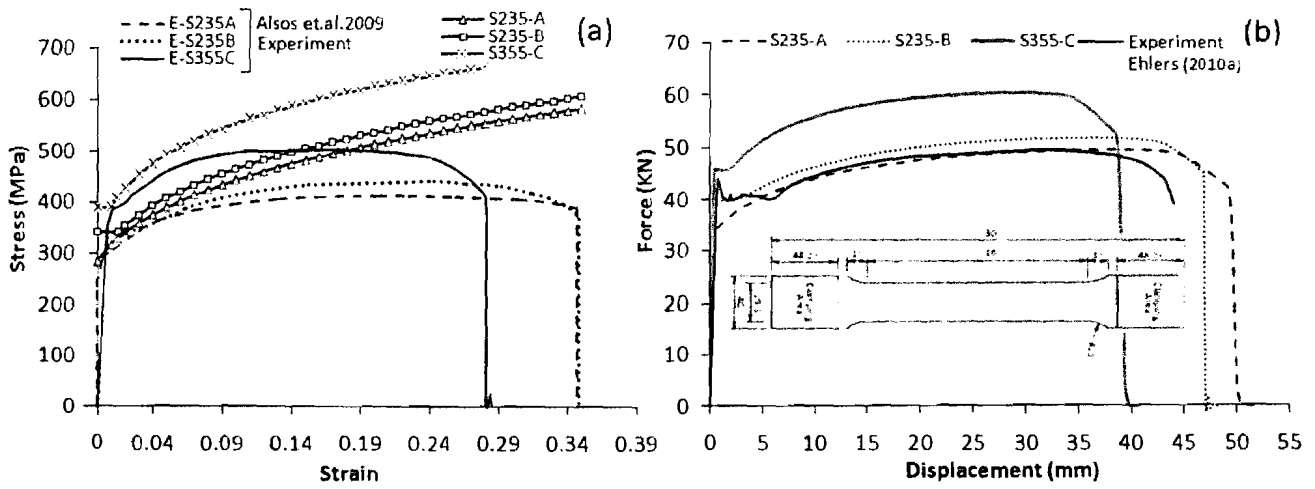 E-S235A
E-S235B
E-S355C
Alsos et.al.2009
Experiment
S235-A
S235-B
S355-C
(a)
700
600
500
400
300
200
100
0
Stress (MPa)
0 0.04 0.09 0.14 0.19 0.24 0.29 0.34 0.39
Strain
(b)
S235-A S235-B S355-C Experiment
Ehlers (2010a)
70
60
50
40
30
20
10
0
Force (KN)
0 5 10 15 20 25 30 35 40 45 50 55
Displacement (mm)